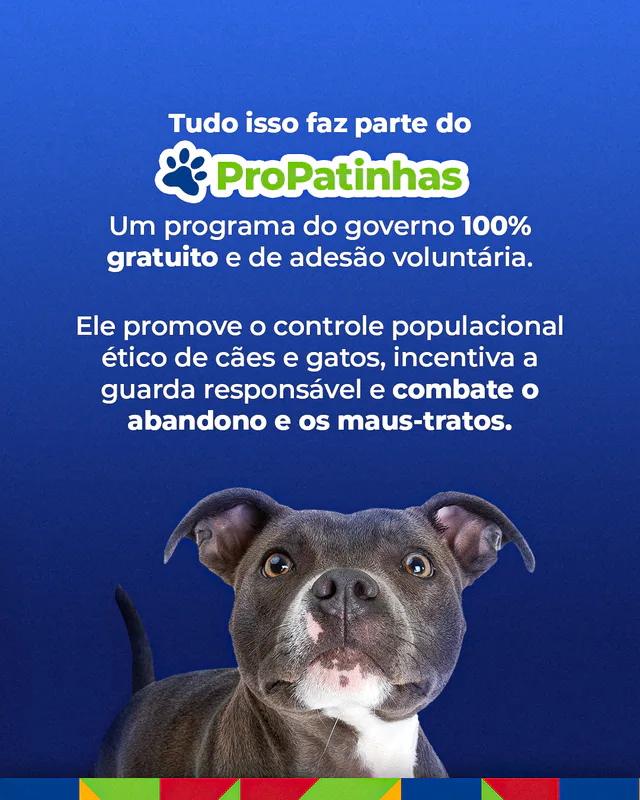 Tudo isso faz parte do
ProPatinhas
Um programa do governo 100%
gratuito e de adesão voluntária.
Ele promove o controle populacional
ético de cães e gatos, incentiva a
guarda responsável e combate o
abandono e os maus-tratos.